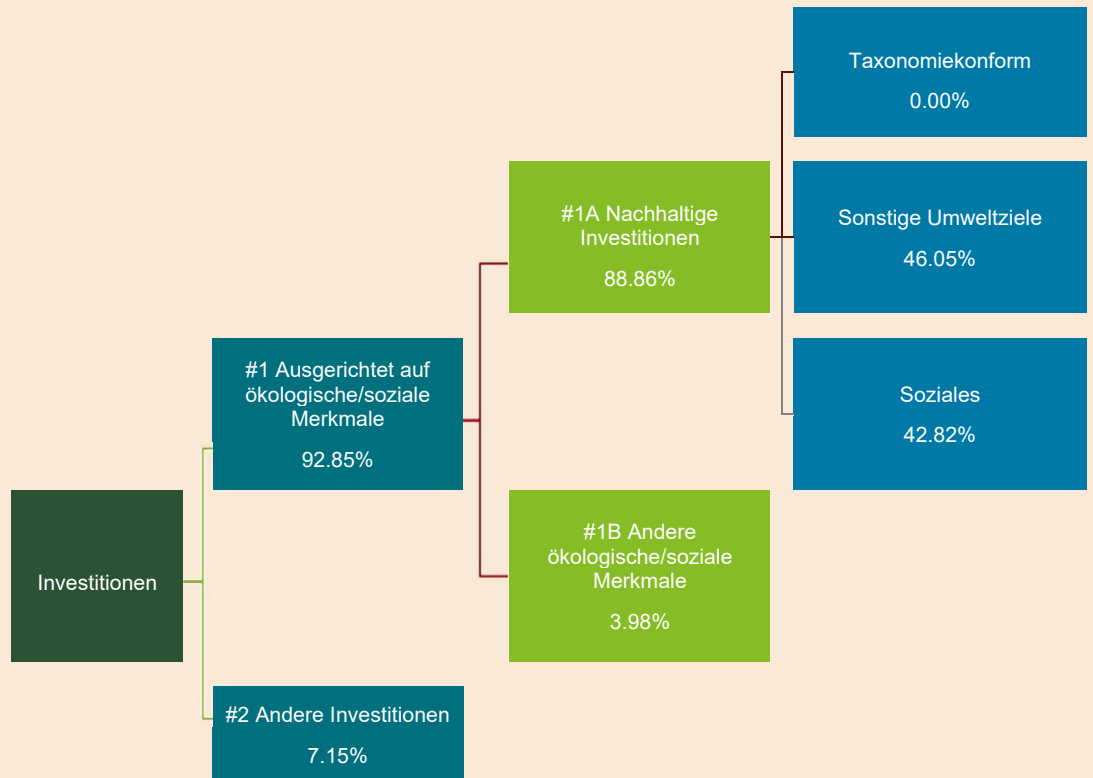 Investitionen
#1 Ausgerichtet auf
ökologische/soziale
Merkmale
92.85%
#2 Andere Investitionen
7.15%
#1A Nachhaltige
Investitionen
88.86%
#1B Andere
ökologische/soziale
Merkmale
3.98%
Taxonomiekonform
0.00%
Sonstige Umweltziele
46.05%
Soziales
42.82%